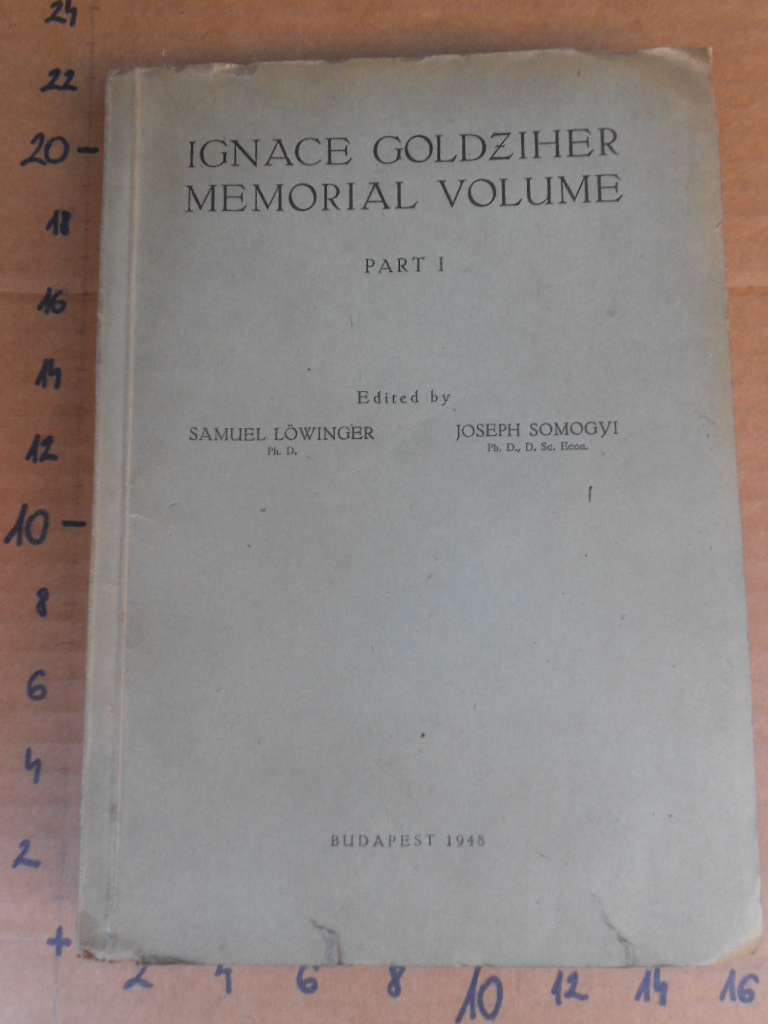 24
22
20 –
18
16
14
12
10 –
8
6
4
2
+
2 4 6 8 10 12 14 16
IGNACE GOLDZIHER
MEMORIAL VOLUME
PART I
Edited by
SAMUEL LÖWINGER JOSEPH SOMOGYI
Ph. D. Ph. D., D. Sc. Econ.
BUDAPEST 1948